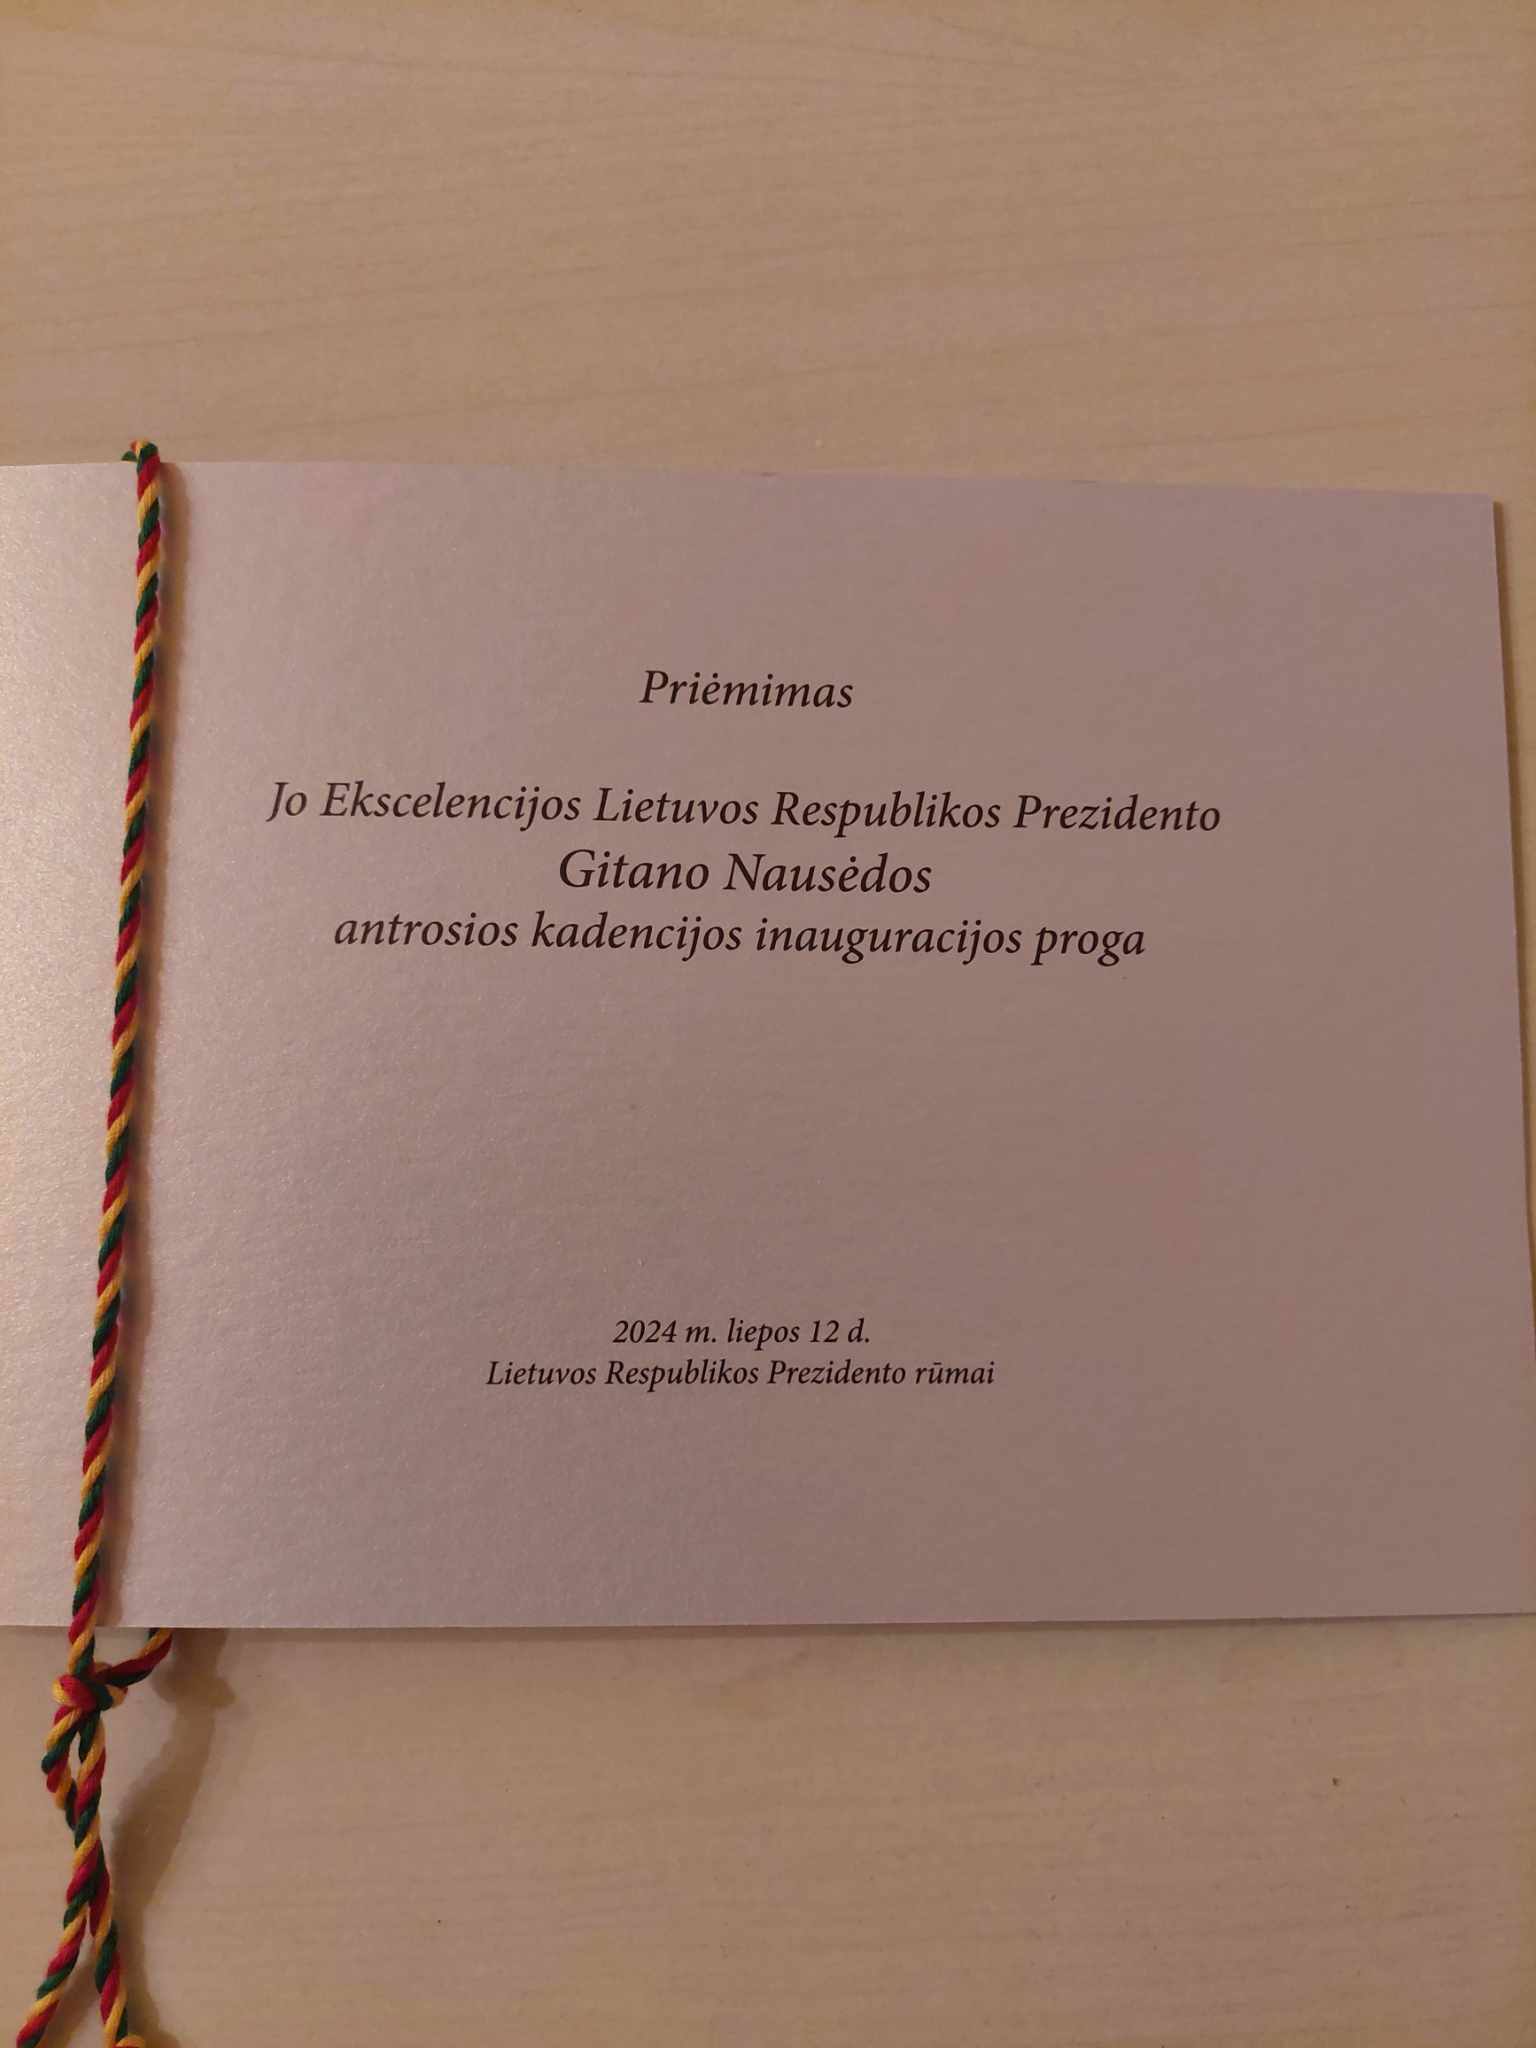 Priėmimas
Jo Ekscelencijos Lietuvos Respublikos Prezidento
Gitano Nausėdos
antrosios kadencijos inauguracijos proga
2024 m. liepos 12 d.
Lietuvos Respublikos Prezidento rūmai